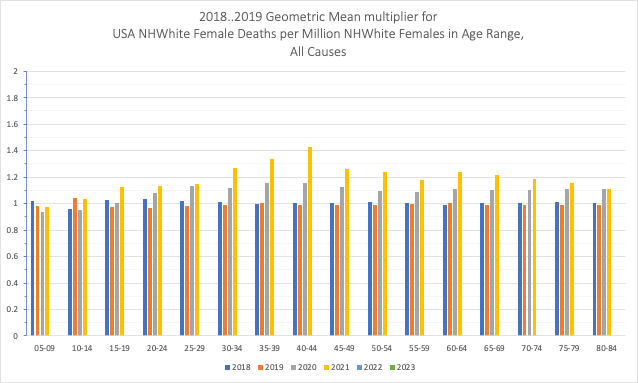 2018..2019 Geometric Mean multiplier for
USA NHWhite Female Deaths per Million NHWhite Females in Age Range,
All Causes
2
1.8
1.6
1.4
1.2
1
0.8
0.6
0.4
0.2
0
05-09 10-14 15-19 20-24 25-29 30-34 35-39 40-44 45-49 50-54 55-59 60-64 65-69 70-74 75-79 80-84
2018 2019 2020 2021 2022 2023